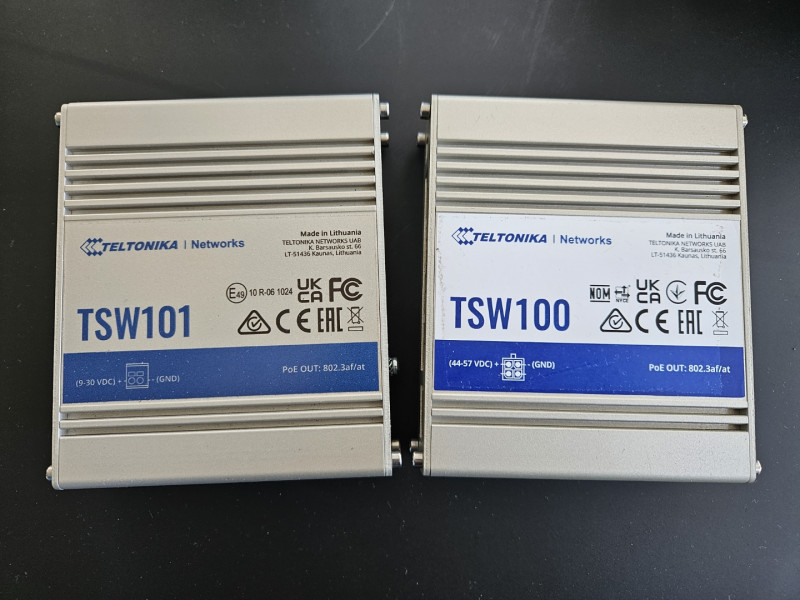 TELTONIKA | Networks
Made in Lithuania
TELTONIKA NETWORKS UAB
K. Barsausko st. 66
LT-51436 Kaunas, Lithuania
E49 10 R-06 1024 UK CA FC
TSW101
CE EAC
(9-30 VDC) + - (GND)
PoE OUT: 802.3af/at
TELTONIKA | Networks
Made in Lithuania
TELTONIKA NETWORKS UAB
K. Barsausko st. 66
LT-51436 Kaunas, Lithuania
NOM NYCE UK CA FC
TSW100
CE EAC
(44-57 VDC) + - (GND)
PoE OUT: 802.3af/at